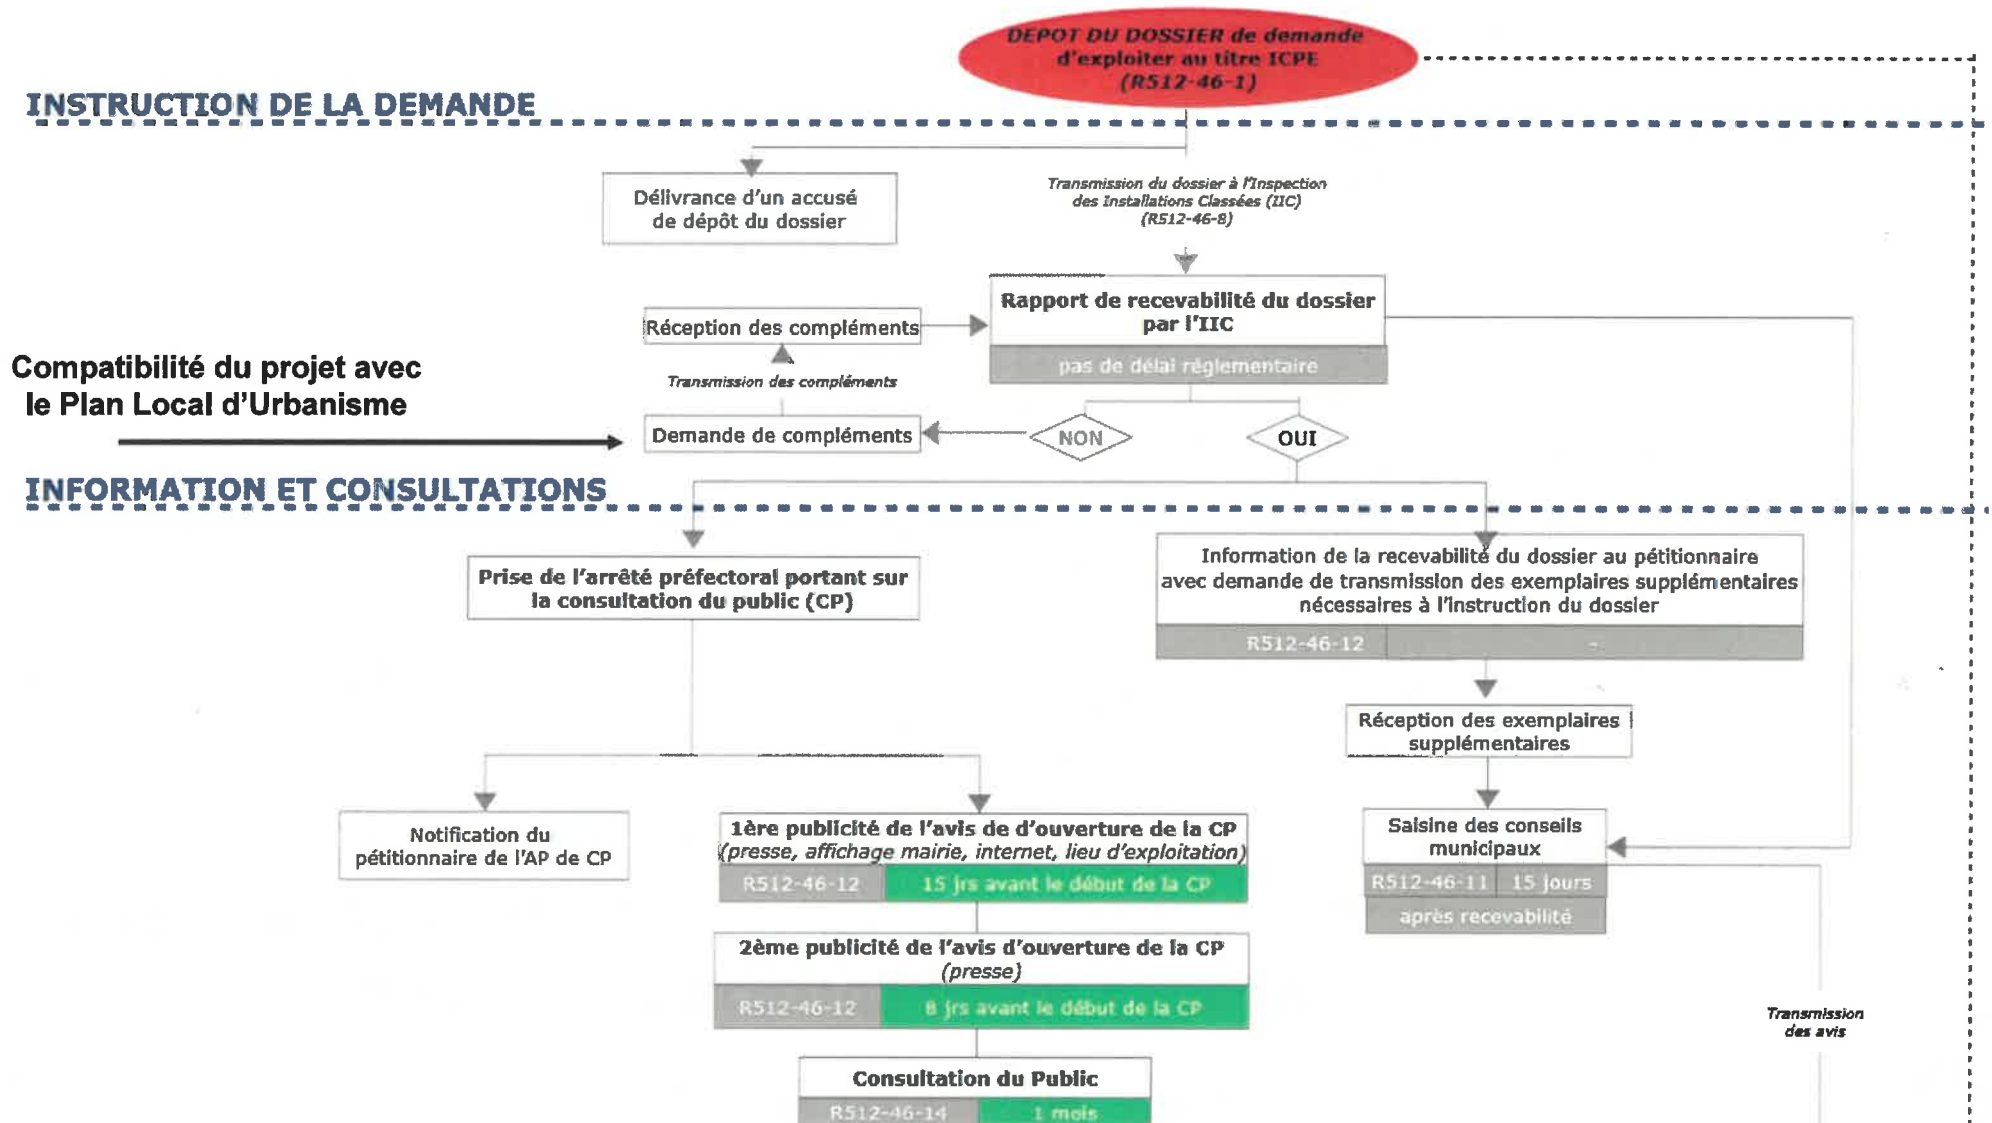 DEPOT DU DOSSIER de demande
d'exploiter au titre ICPE
(R512-46-1)
INSTRUCTION DE LA DEMANDE
Délivrance d'un accusé
de dépôt du dossier
Transmission du dossier à l'Inspection
des Installations Classées (IIC)
(R512-46-8)
Rapport de recevabilité du dossier
par l'IIC
pas de délai réglementaire
Réception des compléments
Transmission des compléments
Compatibilité du projet avec
le Plan Local d'Urbanisme
Demande de compléments
NON
OUI
INFORMATION ET CONSULTATIONS
Prise de l'arrêté préfectoral portant sur
la consultation du public (CP)
Information de la recevabilité du dossier au pétitionnaire
avec demande de transmission des exemplaires supplémentaires
nécessaires à l'instruction du dossier
R512-46-12 -
Réception des exemplaires
supplémentaires
Notification du
pétitionnaire de l'AP de CP
1ère publicité de l'avis de d'ouverture de la CP
(presse, affichage mairie, internet, lieu d'exploitation)
R512-46-12 15 jrs avant le début de la CP
Saisine des conseils
municipaux
R512-46-11 15 jours
après recevabilité
2ème publicité de l'avis d'ouverture de la CP
(presse)
R512-46-12 8 jrs avant le début de la CP
Transmission
des avis
Consultation du Public
R512-46-14 1 mois